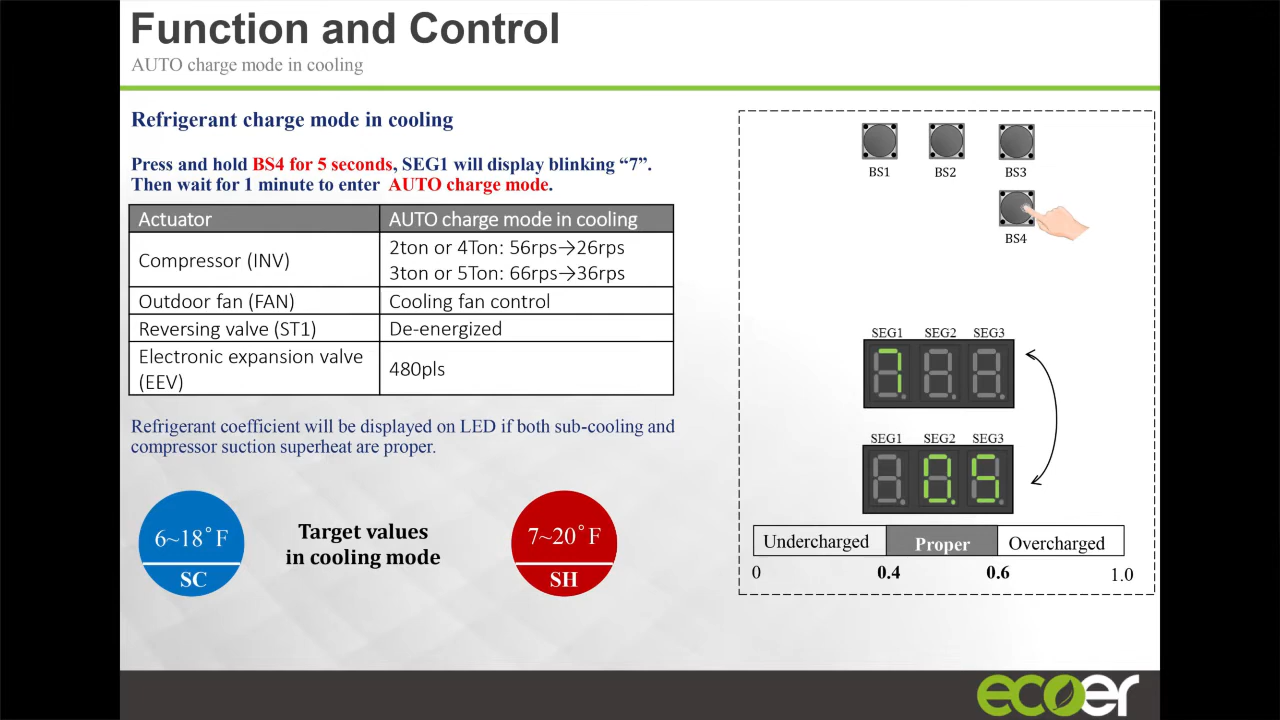 Function and Control
AUTO charge mode in cooling
Refrigerant charge mode in cooling
Press and hold BS4 for 5 seconds, SEG1 will display blinking “7”.
Then wait for 1 minute to enter AUTO charge mode.
Actuator
AUTO charge mode in cooling
Compressor (INV)
2ton or 4Ton: 56rps→26rps
3ton or 5Ton: 66rps→36rps
Outdoor fan (FAN)
Cooling fan control
Reversing valve (ST1)
De-energized
Electronic expansion valve
(EEV)
480pls
Refrigerant coefficient will be displayed on LED if both sub-cooling and
compressor suction superheat are proper.
6~18°F
SC
Target values
in cooling mode
7~20°F
SH
BS1 BS2 BS3
BS4
SEG1 SEG2 SEG3
7
SEG1 SEG2 SEG3
0.5
Undercharged Proper Overcharged
0 0.4 0.6 1.0
ecoer